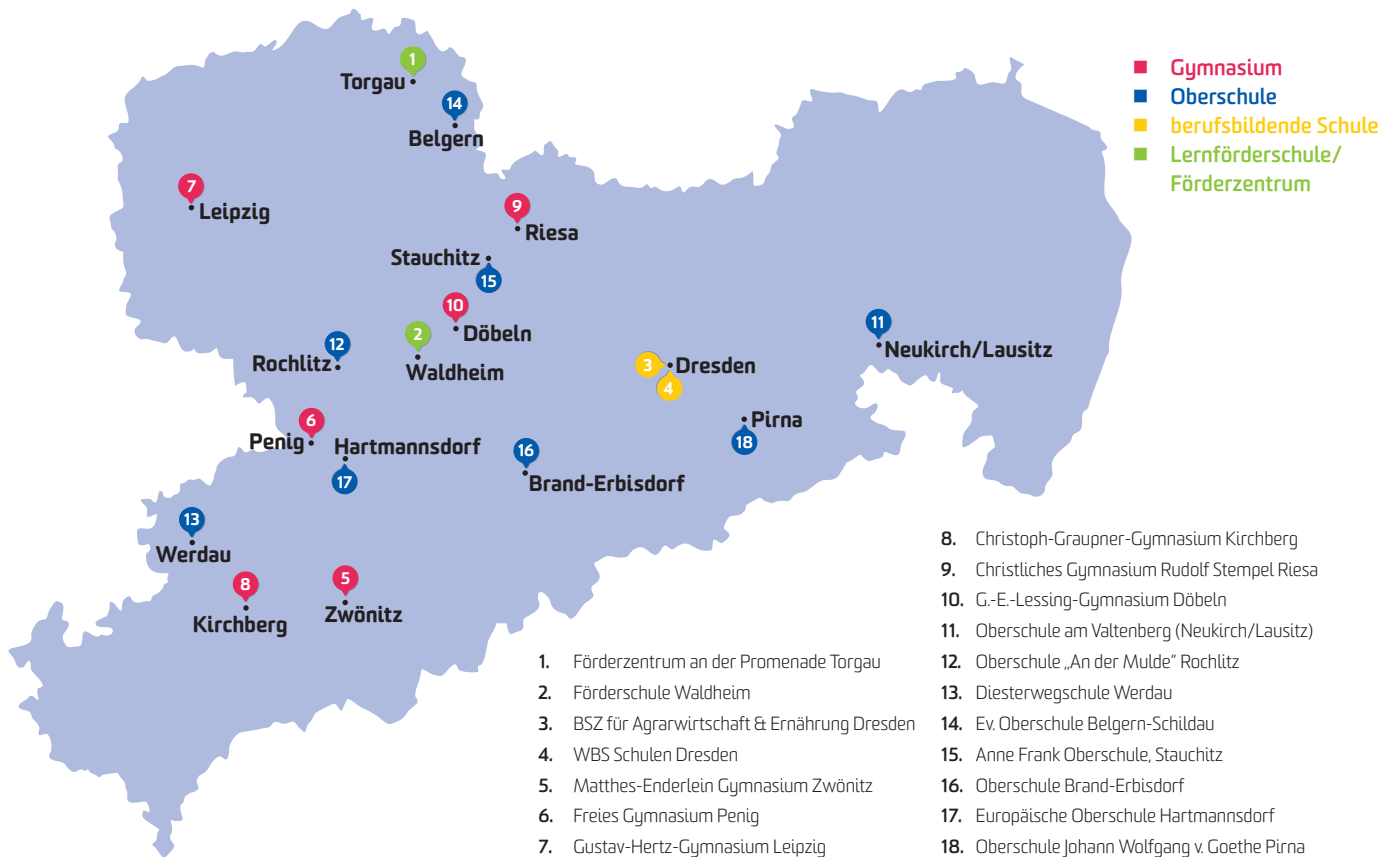 1
Torgau
14
Belgern
7
Leipzig
9
Riesa
Stauchitz
15
10
Döbeln
2
Waldheim
12
Rochlitz
11
Neukirch/Lausitz
3
Dresden
4
Pirna
18
6
Penig
Hartmannsdorf
17
16
Brand-Erbisdorf
13
Werdau
8
Kirchberg
5
Zwönitz
Gymnasium
Oberschule
berufsbildende Schule
Lernförderschule/
Förderzentrum
1. Förderzentrum an der Promenade Torgau
2. Förderschule Waldheim
3. BSZ für Agrarwirtschaft & Ernährung Dresden
4. WBS Schulen Dresden
5. Matthes-Enderlein Gymnasium Zwönitz
6. Freies Gymnasium Penig
7. Gustav-Hertz-Gymnasium Leipzig
8. Christoph-Graupner-Gymnasium Kirchberg
9. Christliches Gymnasium Rudolf Stempel Riesa
10. G.-E.-Lessing-Gymnasium Döbeln
11. Oberschule am Valtenberg (Neukirch/Lausitz)
12. Oberschule „An der Mulde“ Rochlitz
13. Diesterwegschule Werdau
14. Ev. Oberschule Belgern-Schildau
15. Anne Frank Oberschule, Stauchitz
16. Oberschule Brand-Erbisdorf
17. Europäische Oberschule Hartmannsdorf
18. Oberschule Johann Wolfgang v. Goethe Pirna